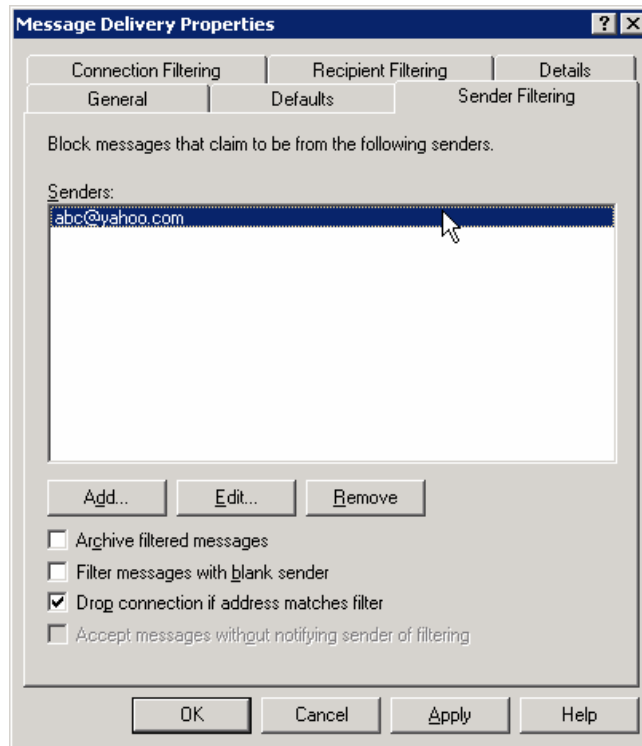 Message Delivery Properties
Connection Filtering
Recipient Filtering
Details
General
Defaults
Sender Filtering
Block messages that claim to be from the following senders.
Senders:
abc@yahoo.com
Add...
Edit...
Remove
Archive filtered messages
Filter messages with blank sender
Drop connection if address matches filter
Accept messages without notifying sender of filtering
OK
Cancel
Apply
Help